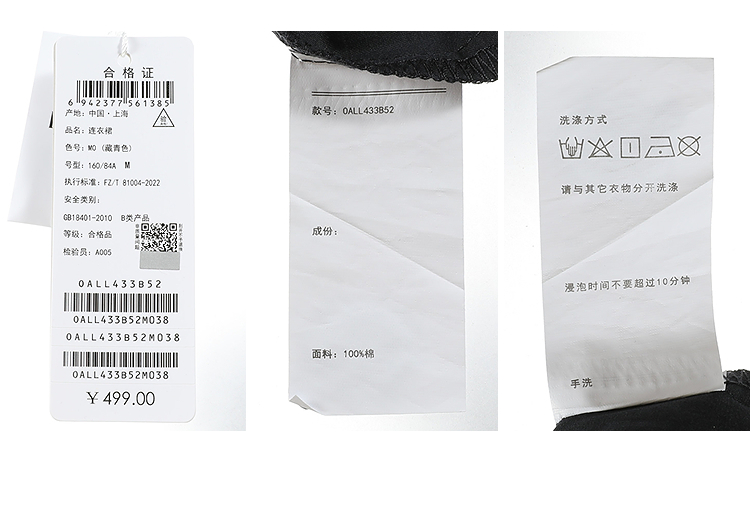 合格证
6 942377 561385
产地：中国·上海
品名：连衣裙
色号：M0（藏青色）
号型：160/84A M
执行标准：FZ/T 81004-2022
安全类别：
GB18401-2010 B类产品
等级：合格品
检验员：A005
0ALL433B52
0ALL433B52M038
0ALL433B52M038
0ALL433B52M038
¥ 499.00
款号：0ALL433B52
成份：
面料：100%棉
洗涤方式
请与其它衣物分开洗涤
浸泡时间不要超过10分钟
手洗